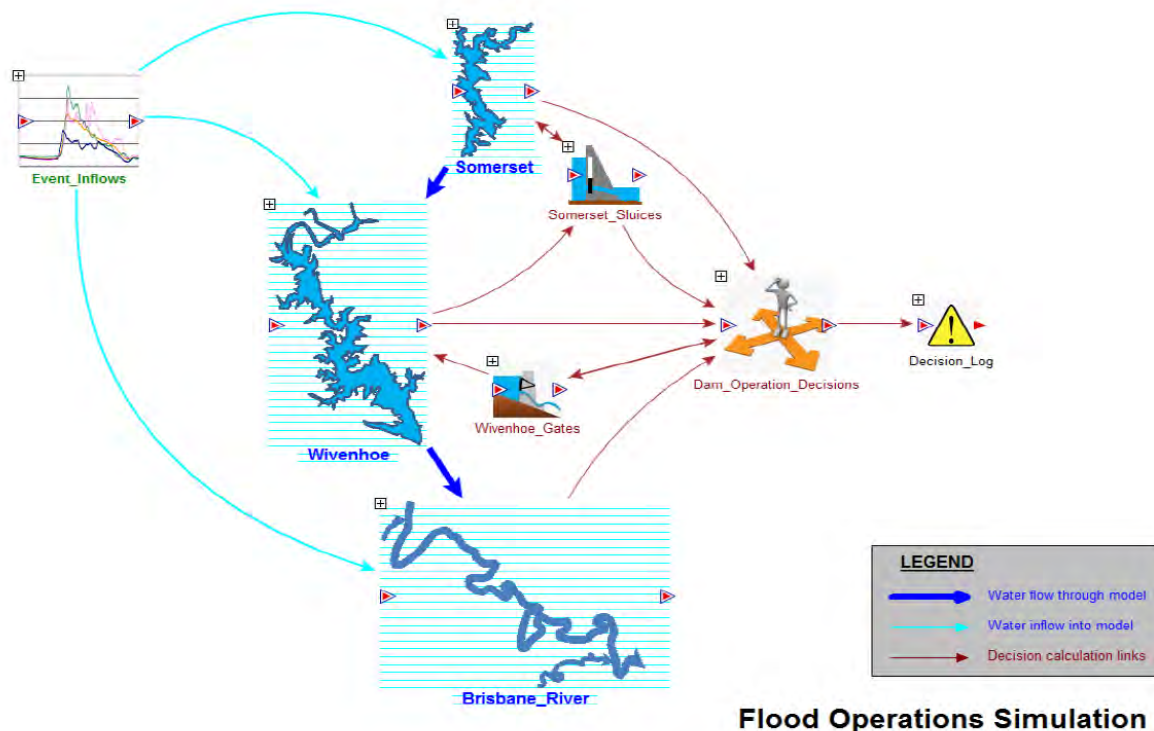 Event_Inflows
Somerset
Somerset_Sluices
Wivenhoe
Wivenhoe_Gates
Dam_Operation_Decisions
Decision_Log
Brisbane_River
LEGEND
Water flow through model
Water inflow into model
Decision calculation links
Flood Operations Simulation